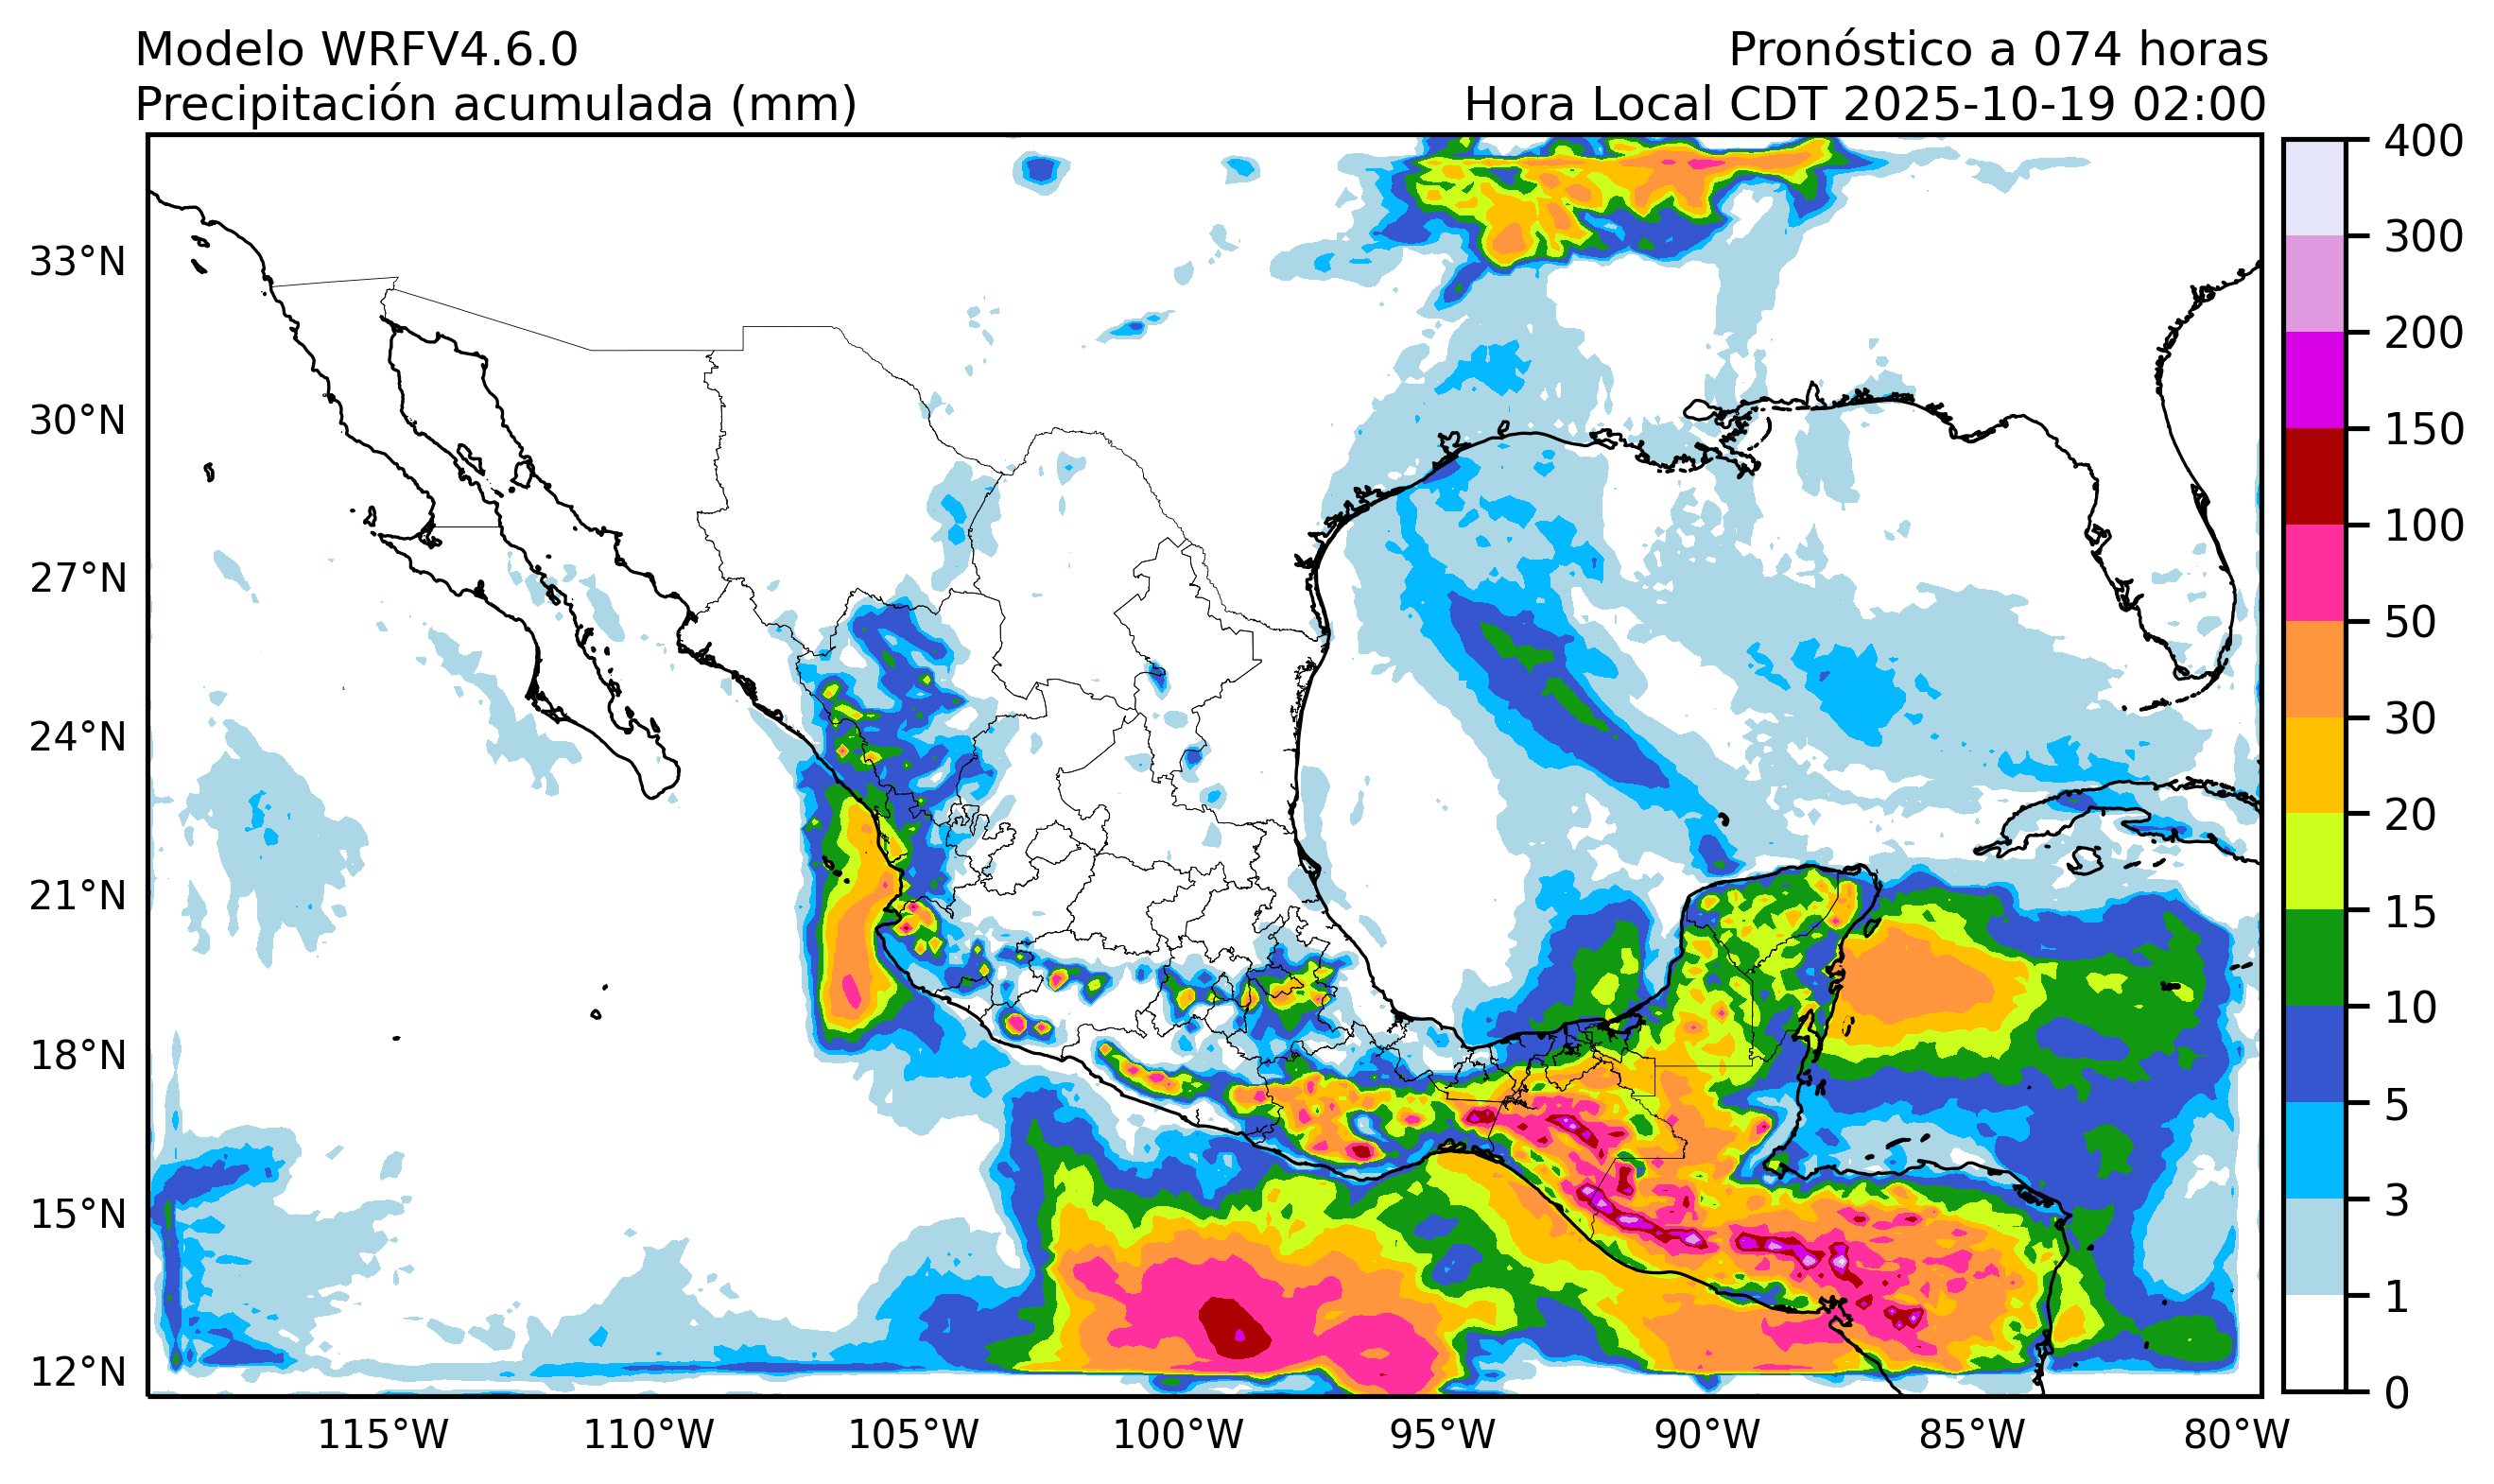 Modelo WRFV4.6.0
Pronóstico a 074 horas
Precipitación acumulada (mm)
Hora Local CDT 2025-10-19 02:00
33°N
30°N
27°N
24°N
21°N
18°N
15°N
12°N
115°W
110°W
105°W
100°W
95°W
90°W
85°W
80°W
400
300
200
150
100
50
30
20
15
10
5
3
1
0